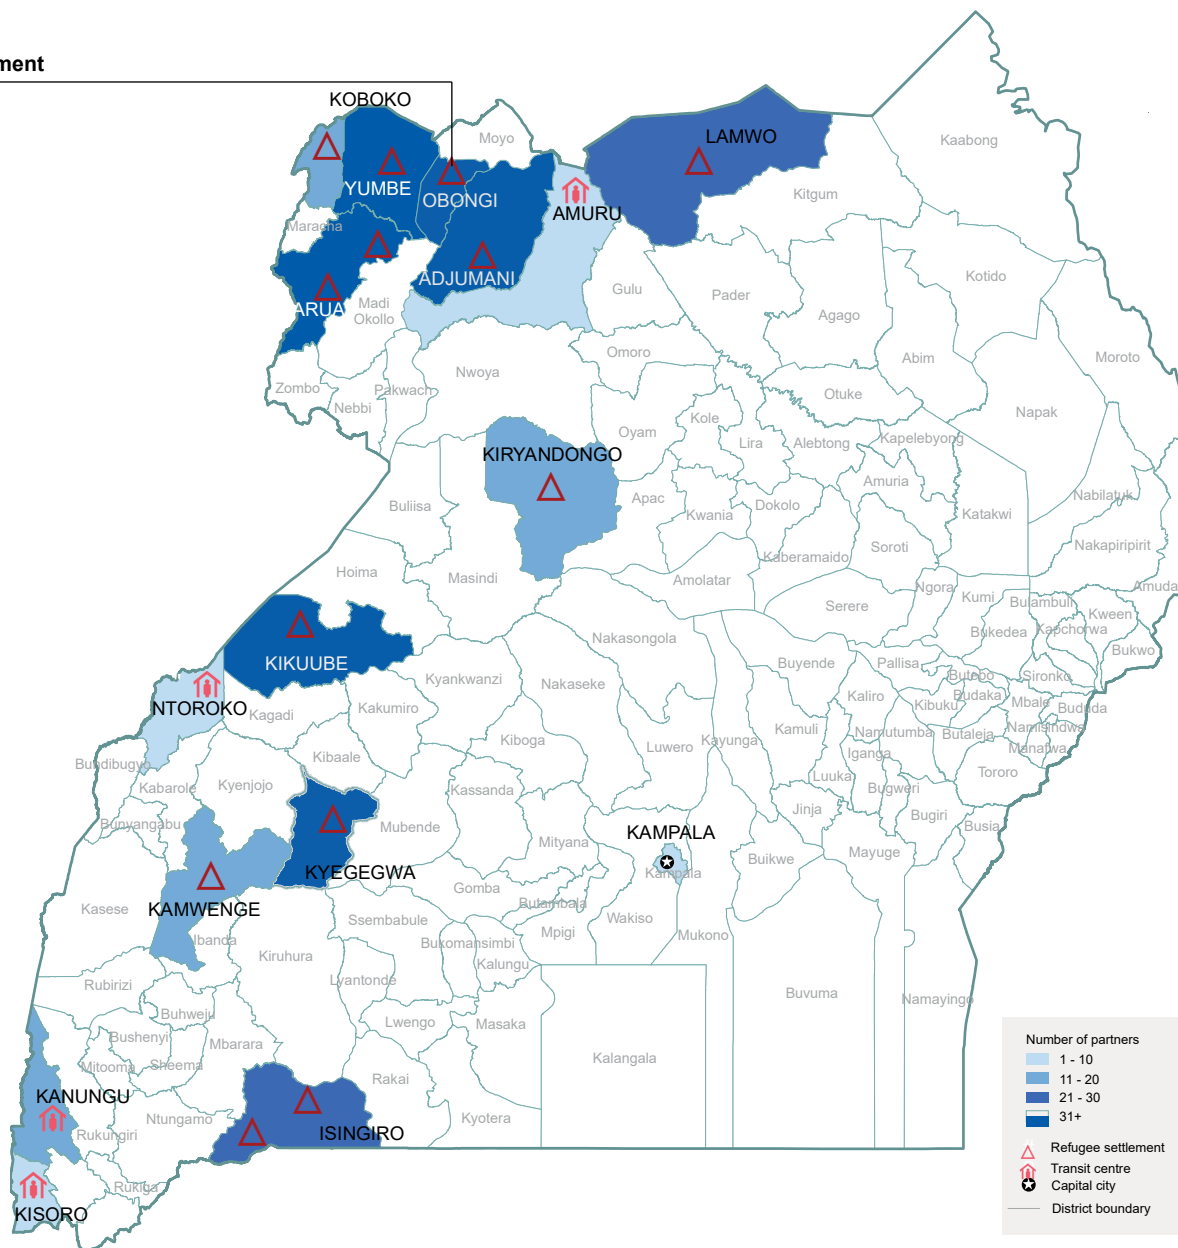 ment
KOBOKO
Moyo
LAMWO
Kaabong
YUMBE
OBONGI
Kitgum
AMURU
Maracha
ADJUMANI
Kotido
Gulu
Pader
ARUA
Madi
Okollo
Agago
Omoro
Abim
Moroto
Nwoya
Zombo
Pakwach
Nebbi
Otuke
Napak
Kole
Oyam
Lira
Alebtong
Kapelebyong
KIRYANDONGO
Amuria
Apac
Buliisa
Kwania
Dokolo
Katakwi
Nabilatuk
Soroti
Nakapiripirit
Kaberamaido
Hoima
Masindi
Amolatar
Ngora
Amuda
Kumi
Serere
Bulambuli
Kween
Nakasongola
Bukedea
Kapchorwa
Bukwo
KIKUUBE
Buyende
Pallisa
Kyankwanzi
Nakaseke
Butebo
Sironko
Kaliro
Budaka
NTOROKO
Kagadi
Kakumiro
Kibuku
Mbale
Bududa
Kamuli
Namutumba
Butaleja
Namisindwa
Kiboga
Luwero
Kayunga
Iganga
Manafwa
Bundibugyo
Kibaale
Kabarole
Kyenjojo
Kassanda
Luuka
Bugweri
Tororo
Jinja
Bugiri
Bunyangabu
Mubende
Mityana
KAMPALA
Busia
Buikwe
Mayuge
KYEGEGWA
Kampala
Gomba
Kasese
KAMWENGE
Butambala
Ssembabule
Wakiso
Mpigi
Mukono
Ibanda
Bukomansimbi
Kiruhura
Kalungu
Rubirizi
Lyantonde
Buvuma
Namayingo
Buhweju
Lwengo
Masaka
Bushenyi
Mbarara
Kalangala
Mitooma
Sheema
Rakai
KANUNGU
Ntungamo
Kyotera
Rukungiri
ISINGIRO
Rukiga
KISORO
Number of partners
1 - 10
11 - 20
21 - 30
31+
Refugee settlement
Transit centre
Capital city
District boundary